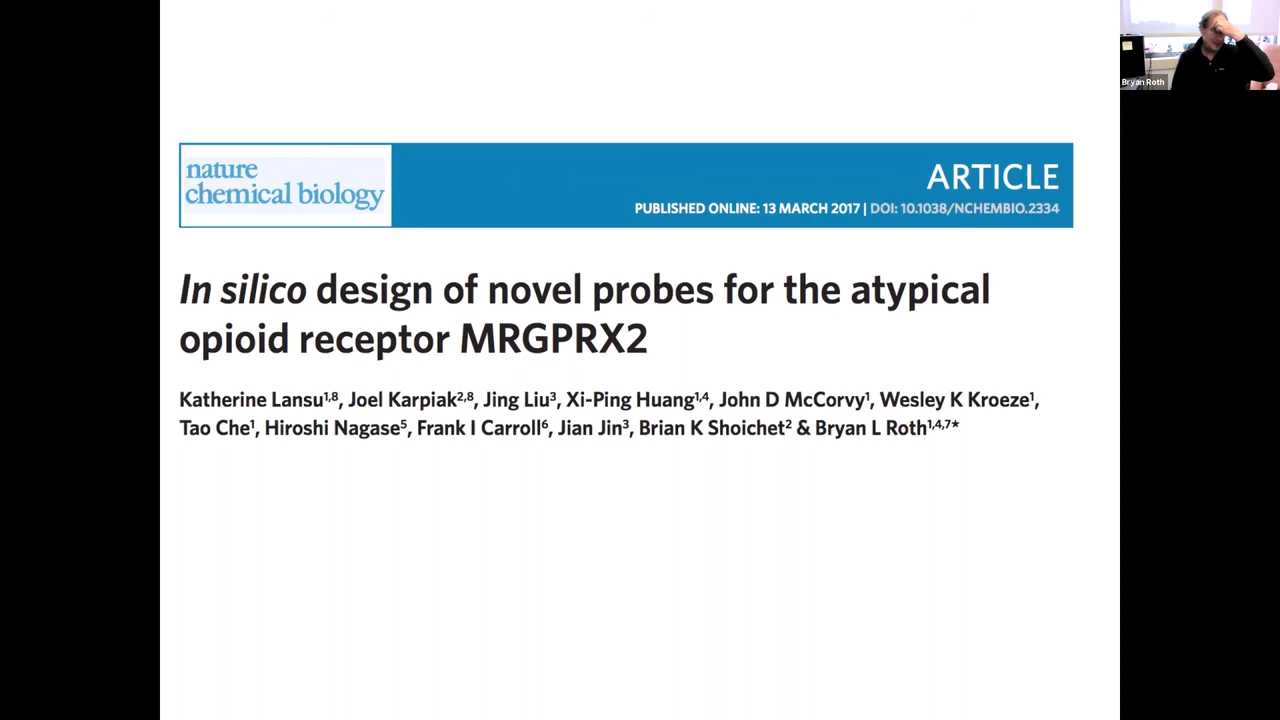 Bryan Roth
nature
chemical biology
ARTICLE
PUBLISHED ONLINE: 13 MARCH 2017 | DOI: 10.1038/NCHEMBIO.2334
In silico design of novel probes for the atypical
opioid receptor MRGPRX2
Katherine Lansu1,8, Joel Karpiak2,8, Jing Liu3, Xi-Ping Huang1,4, John D McCorvy1, Wesley K Kroeze1,
Tao Che1, Hiroshi Nagase5, Frank I Carroll6, Jian Jin3, Brian K Shoichet2 & Bryan L Roth1,4,7*